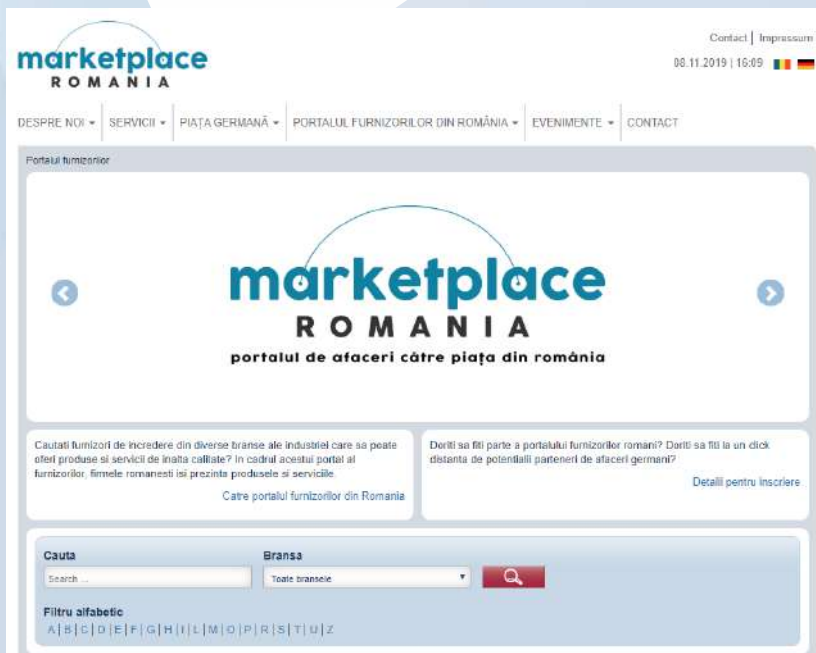 marketplace
ROMANIA
Contact | Impressum
08.11.2019 | 16:09
DESPRE NOI
SERVICII
PIAȚA GERMANĂ
PORTALUL FURNIZORILOR DIN ROMÂNIA
EVENIMENTE
CONTACT
Portalul furnizorilor
marketplace
ROMANIA
portalul de afaceri către piața din românia
Cautati furnizori de incredere din diverse branse ale industriei care sa poate
oferi produse si servicii de inalta calitate? In cadrul acestui portal al
furnizorilor, firmele romanesti isi prezinta produsele si serviciile.
Catre portalul furnizorilor din Romania
Doriti sa fiti parte a portalului furnizorilor romani? Doriti sa fiti la un click
distanta de potentialii parteneri de afaceri germani?
Detalii pentru inscriere
Cauta
Search ...
Bransa
Toate bransele
Filtru alfabetic
A | B | C | D | E | F | G | H | I | L | M | O | P | R | S | T | U | Z